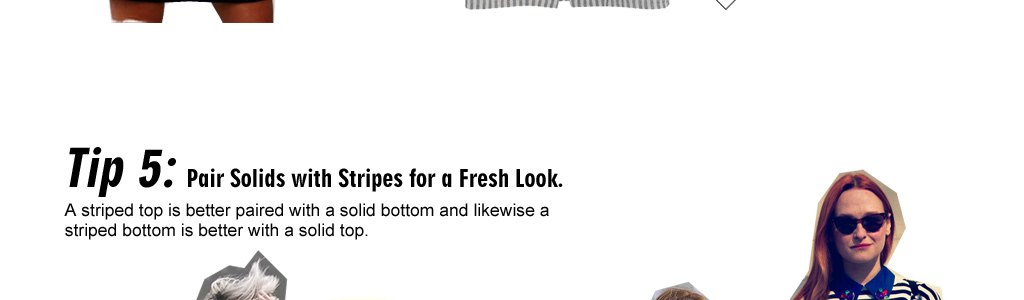 Tip 5: Pair Solids with Stripes for a Fresh Look.
A striped top is better paired with a solid bottom and likewise a
striped bottom is better with a solid top.